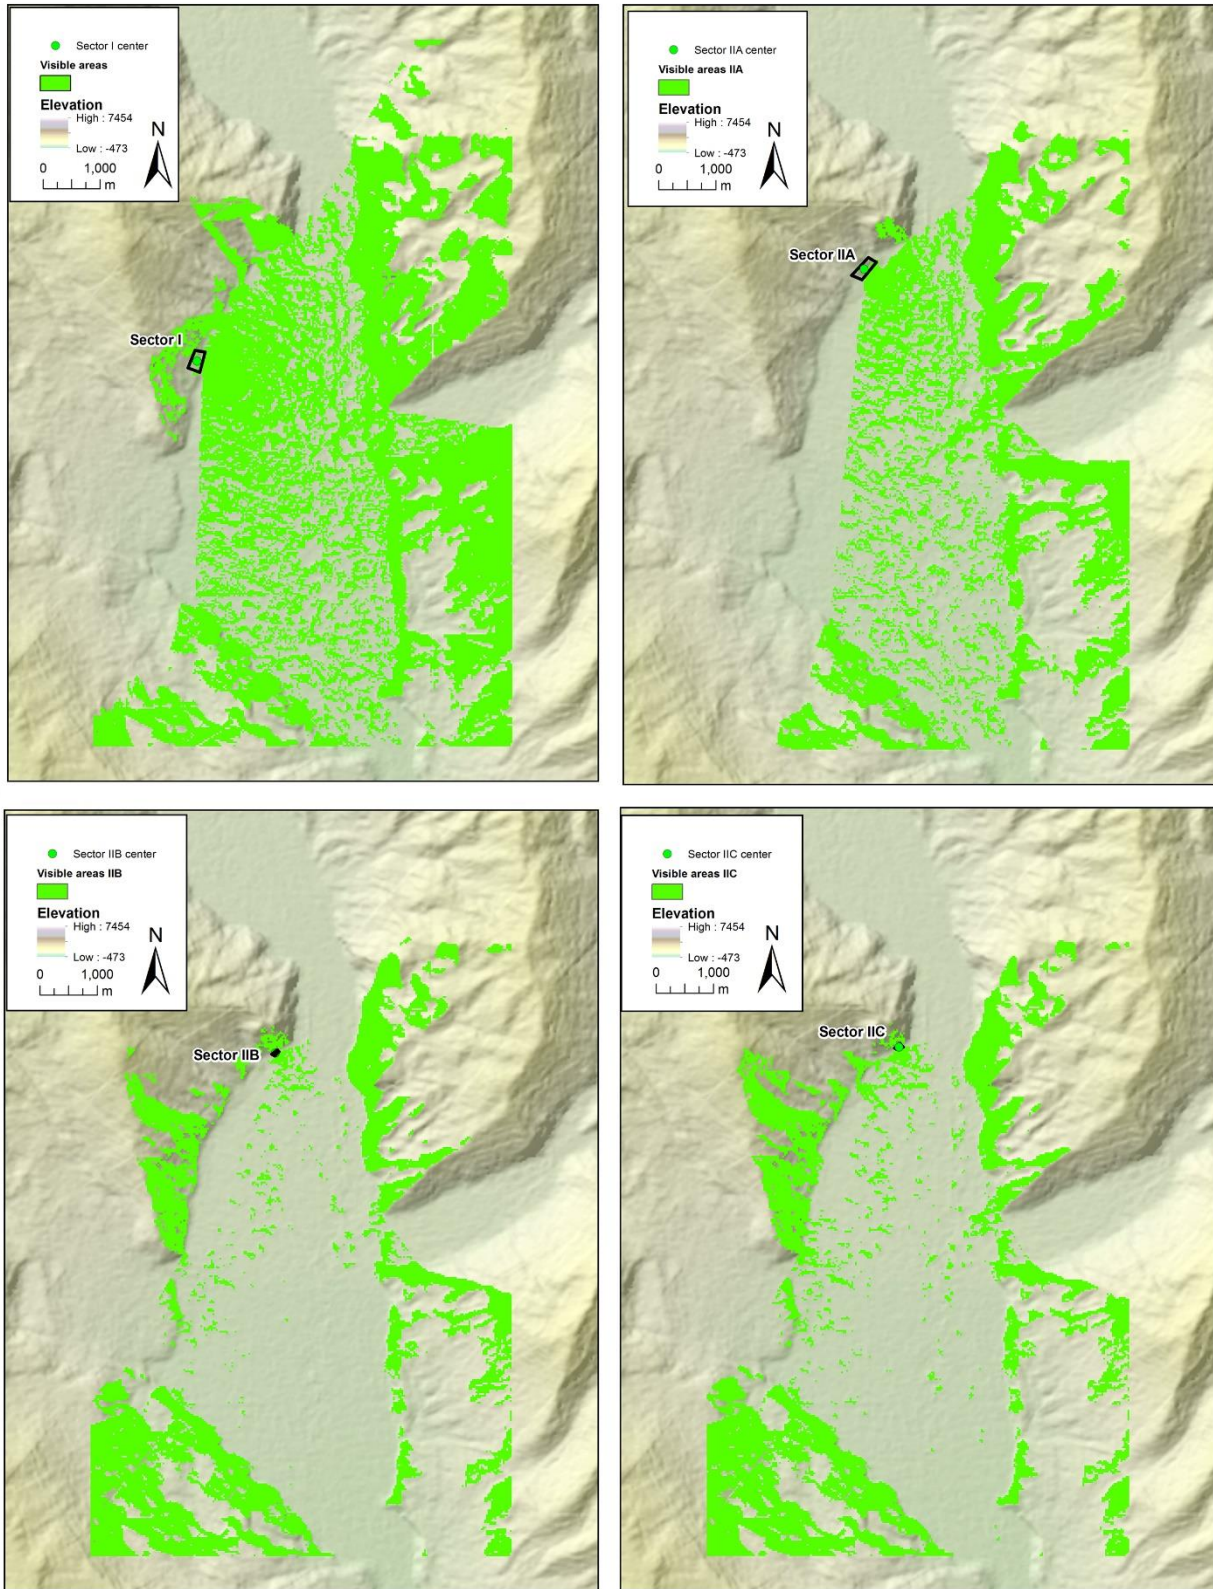 Sector I center
Visible areas
Elevation
High : 7454
Low : -473
0 1,000
m
N
Sector I
Sector IIA center
Visible areas IIA
Elevation
High : 7454
Low : -473
0 1,000
m
N
Sector IIA
Sector IIB center
Visible areas IIB
Elevation
High : 7454
Low : -473
0 1,000
m
N
Sector IIB
Sector IIC center
Visible areas IIC
Elevation
High : 7454
Low : -473
0 1,000
m
N
Sector IIC